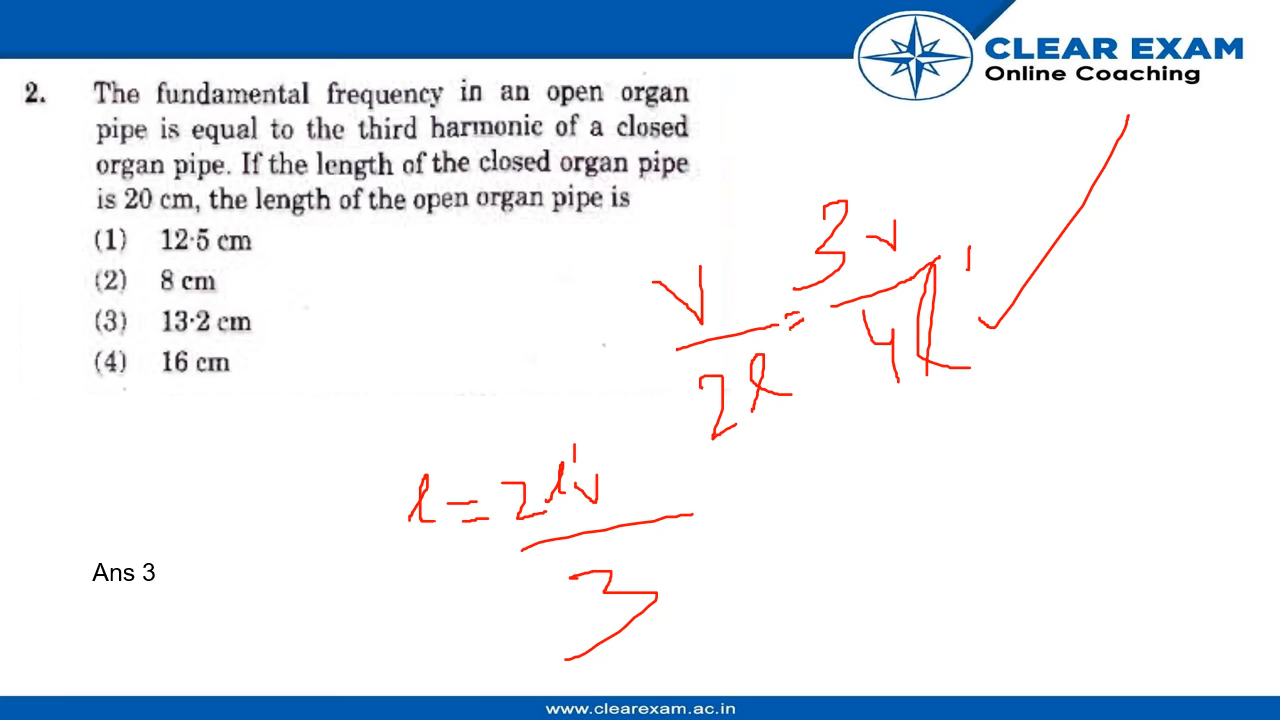 CLEAR EXAM
Online Coaching
2. The fundamental frequency in an open organ
pipe is equal to the third harmonic of a closed
organ pipe. If the length of the closed organ pipe
is 20 cm, the length of the open organ pipe is
(1) 12·5 cm
(2) 8 cm
(3) 13·2 cm
(4) 16 cm
v/2l = 3v/4l'
l = 2l'v/3
Ans 3
www.clearexam.ac.in